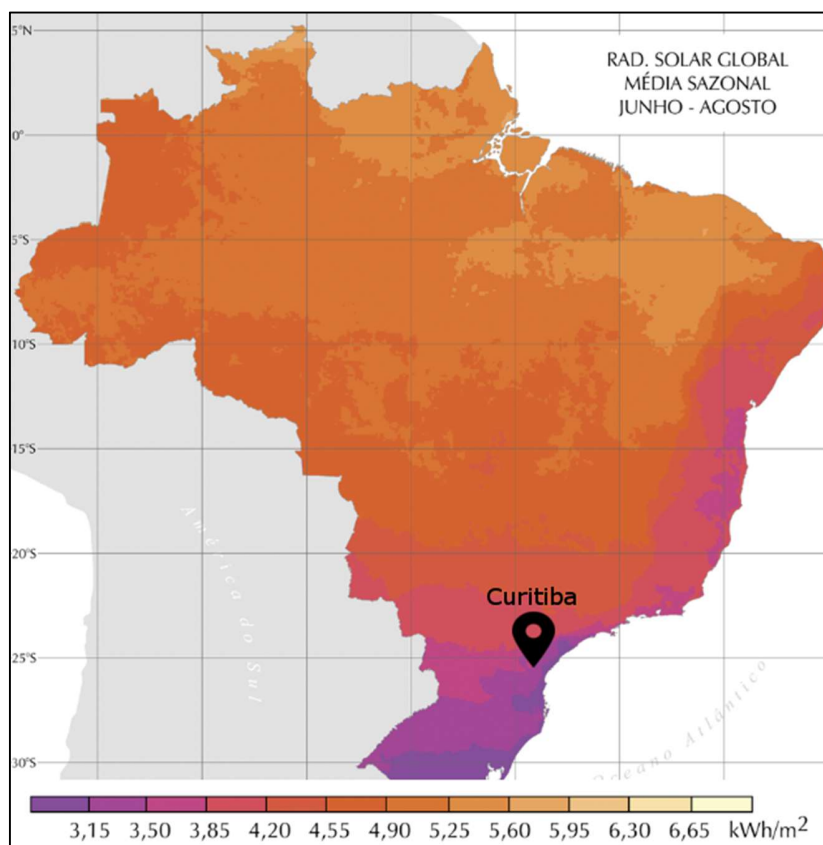 RAD. SOLAR GLOBAL
MÉDIA SAZONAL
JUNHO - AGOSTO
5°N
0°
5°S
10°S
15°S
20°S
25°S
30°S
Curitiba
América do Sul
Oceano Atlántico
3,15 3,50 3,85 4,20 4,55 4,90 5,25 5,60 5,95 6,30 6,65 kWh/m²